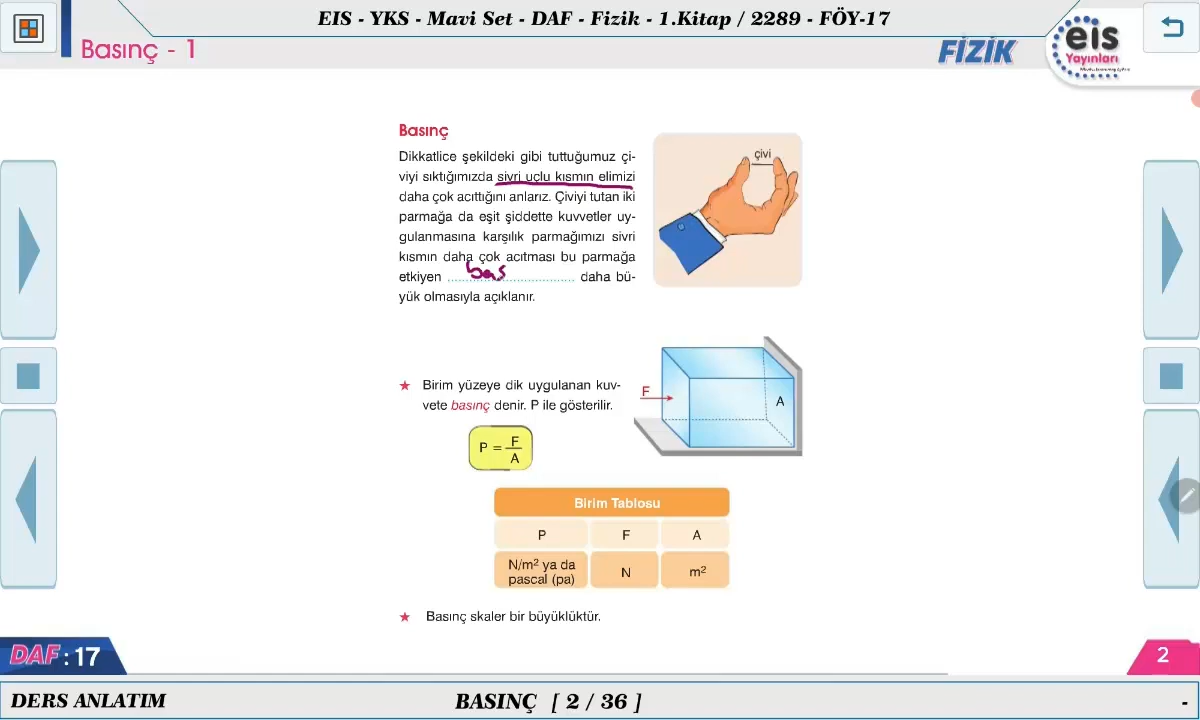 EIS - YKS - Mavi Set - DAF - Fizik - 1.Kitap / 2289 - FÖY-17
Basınç - 1
FİZİK
eis
Yayınları
Basınç
Dikkatlice şekildeki gibi tuttuğumuz çi-
viyi sıktığımızda sivri uçlu kısmın elimizi
daha çok acıttığını anlarız. Çiviyi tutan iki
parmağa da eşit şiddette kuvvetler uy-
gulanmasına karşılık parmağımızı sivri
kısmın daha çok acıtması bu parmağa
etkiyen bas daha bü-
yük olmasıyla açıklanır.
çivi
★ Birim yüzeye dik uygulanan kuv-
vete basınç denir. P ile gösterilir.
P = F/A
F
A
Birim Tablosu
P F A
N/m² ya da pascal (pa) N m²
★ Basınç skaler bir büyüklüktür.
DAF : 17
2
DERS ANLATIM BASINÇ [ 2 / 36 ] -